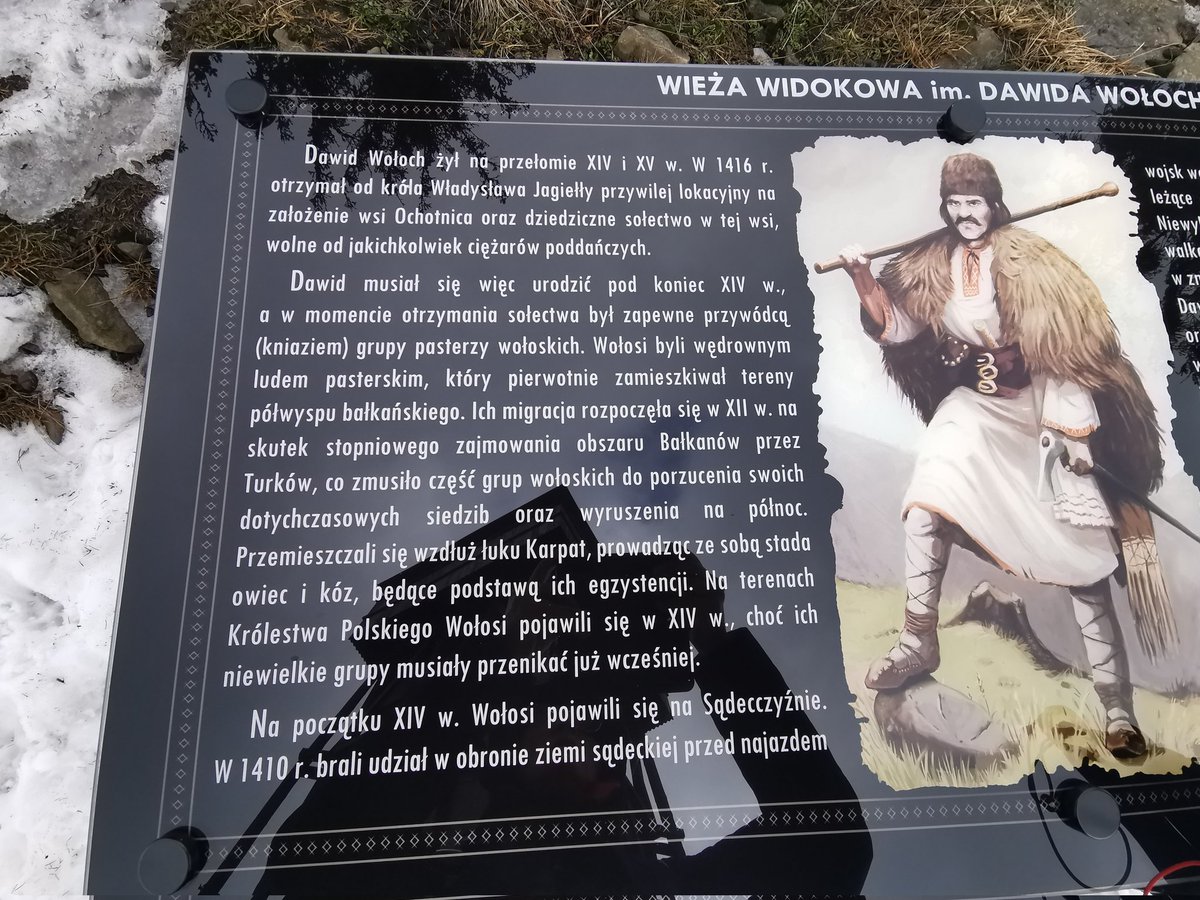 WIEŻA WIDOKOWA im. DAWIDA WOŁOCH
Dawid Wołoch żył na przełomie XIV i XV w. W 1416 r.
otrzymał od króla Władysława Jagiełły przywilej lokacyjny na
założenie wsi Ochotnica oraz dziedziczne sołectwo w tej wsi,
wolne od jakichkolwiek ciężarów poddańczych.
Dawid musiał się więc urodzić pod koniec XIV w.,
a w momencie otrzymania sołectwa był zapewne przywódcą
(kniaziem) grupy pasterzy wołoskich. Wołosi byli wędrownym
ludem pasterskim, który pierwotnie zamieszkiwał tereny
półwyspu bałkańskiego. Ich migracja rozpoczęła się w XII w. na
skutek stopniowego zajmowania obszaru Bałkanów przez
Turków, co zmusiło część grup wołoskich do porzucenia swoich
dotychczasowych siedzib oraz wyruszenia na północ.
Przemieszczali się wzdłuż łuku Karpat, prowadząc ze sobą stada
owiec i kóz, będące podstawą ich egzystencji. Na terenach
Królestwa Polskiego Wołosi pojawili się w XIV w., choć ich
niewielkie grupy musiały przenikać już wcześniej.
Na początku XIV w. Wołosi pojawili się na Sądecczyźnie.
W 1410 r. brali udział w obronie ziemi sądeckiej przed najazdem
wojsk
leżące